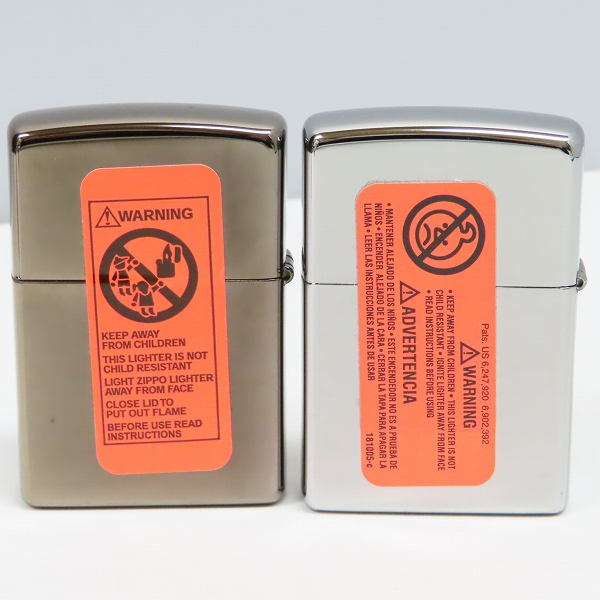 WARNING
KEEP AWAY
FROM CHILDREN
THIS LIGHTER IS NOT
CHILD RESISTANT
LIGHT ZIPPO LIGHTER
AWAY FROM FACE
CLOSE LID TO
PUT OUT FLAME
BEFORE USE READ
INSTRUCTIONS
Pats. US 6,247,920 6,902,392
WARNING
• KEEP AWAY FROM CHILDREN • THIS LIGHTER IS NOT
CHILD RESISTANT • IGNITE LIGHTER AWAY FROM FACE
• READ INSTRUCTIONS BEFORE USING
ADVERTENCIA
• MANTENER ALEJADO DE LOS NIÑOS • ESTE ENCENDEDOR NO ES A PRUEBA DE
NIÑOS • ENCENDER ALEJADO DE LA CARA • CERRAR LA TAPA PARA APAGAR LA
LLAMA • LEER LAS INSTRUCCIONES ANTES DE USAR
181005-c